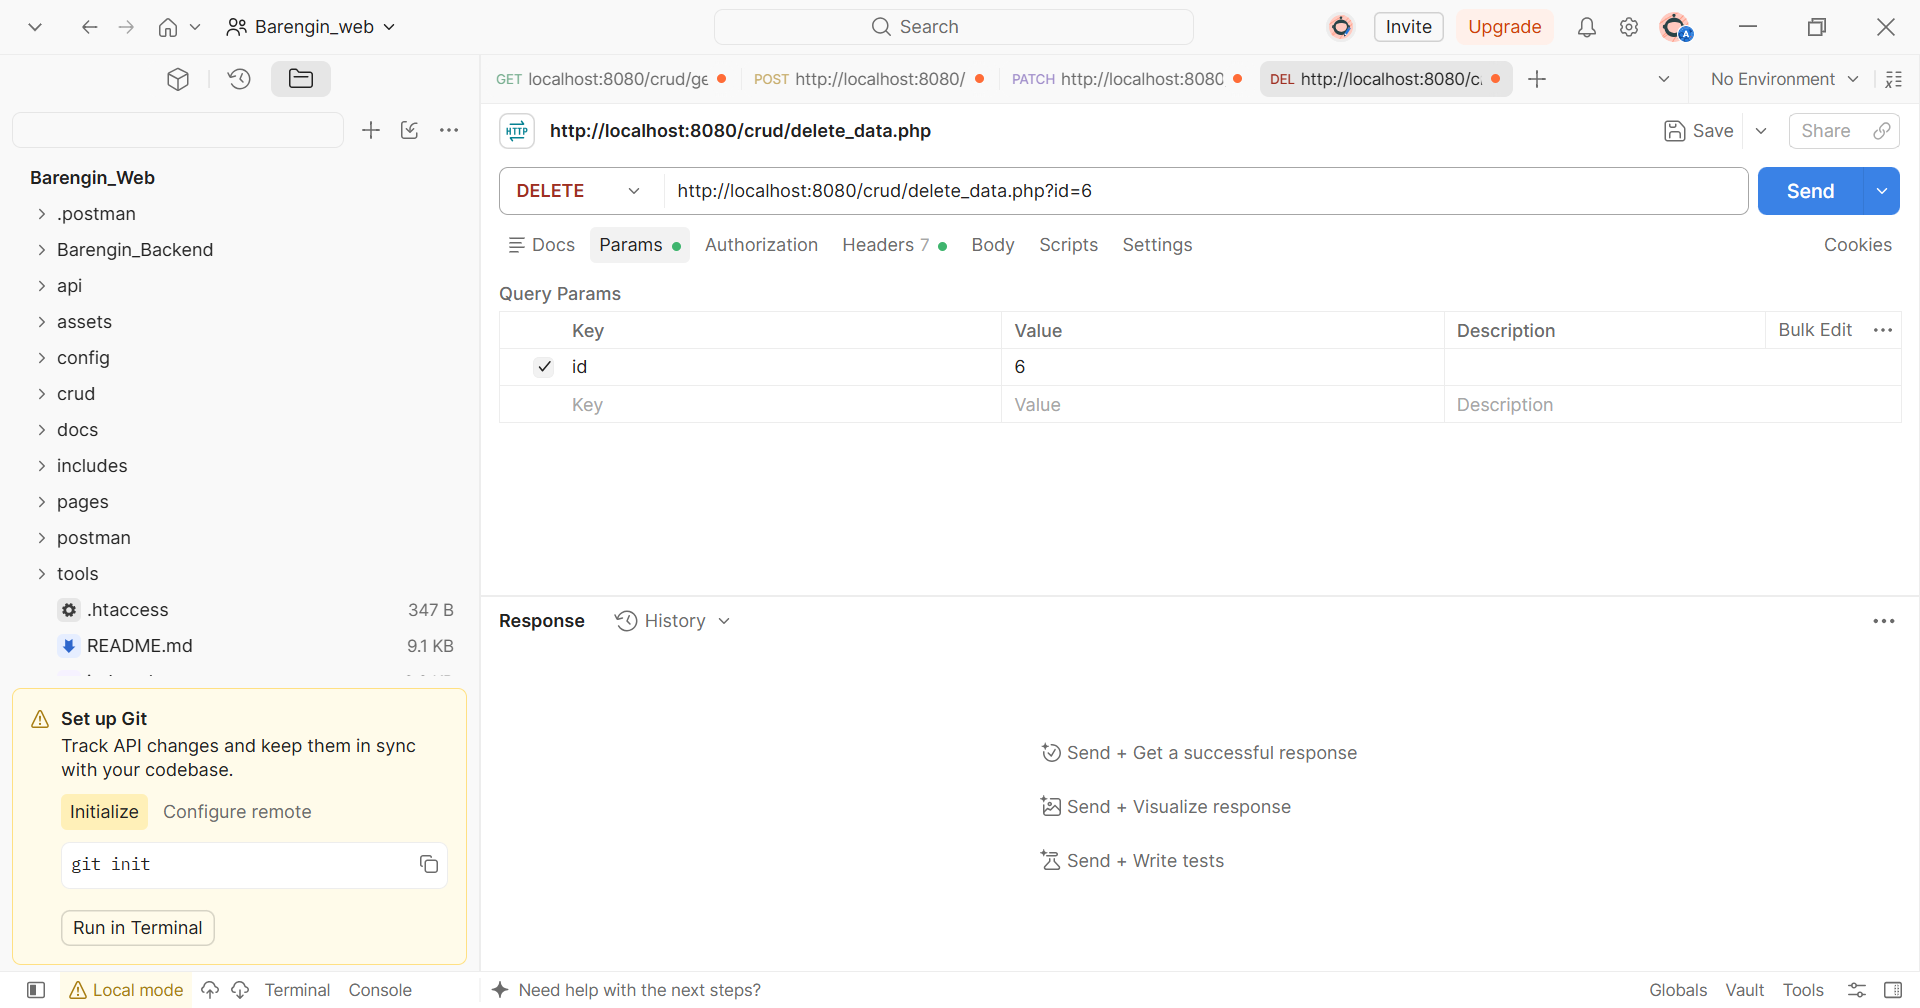 Barengin_web
Search
Invite
Upgrade
GET localhost:8080/crud/ge
POST http://localhost:8080/
PATCH http://localhost:8080
DEL http://localhost:8080/c
No Environment
HTTP
http://localhost:8080/crud/delete_data.php
Save
Share
DELETE
http://localhost:8080/crud/delete_data.php?id=6
Send
Docs
Params
Authorization
Headers 7
Body
Scripts
Settings
Cookies
Query Params
Key
Value
Description
Bulk Edit
id
6
Key
Value
Description
Barengin_Web
.postman
Barengin_Backend
api
assets
config
crud
docs
includes
pages
postman
tools
.htaccess 347 B
README.md 9.1 KB
Set up Git
Track API changes and keep them in sync
with your codebase.
Initialize
Configure remote
git init
Run in Terminal
Response
History
Send + Get a successful response
Send + Visualize response
Send + Write tests
Local mode
Terminal
Console
Need help with the next steps?
Globals
Vault
Tools